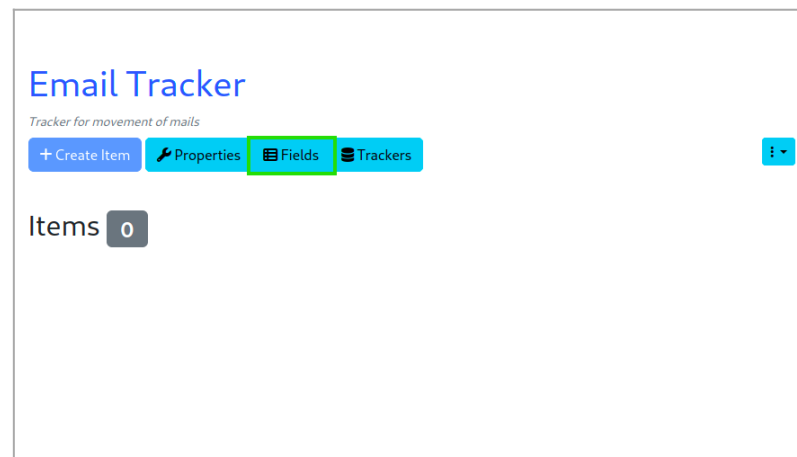 Email Tracker
Tracker for movement of mails
Create Item Properties Fields Trackers
Items 0